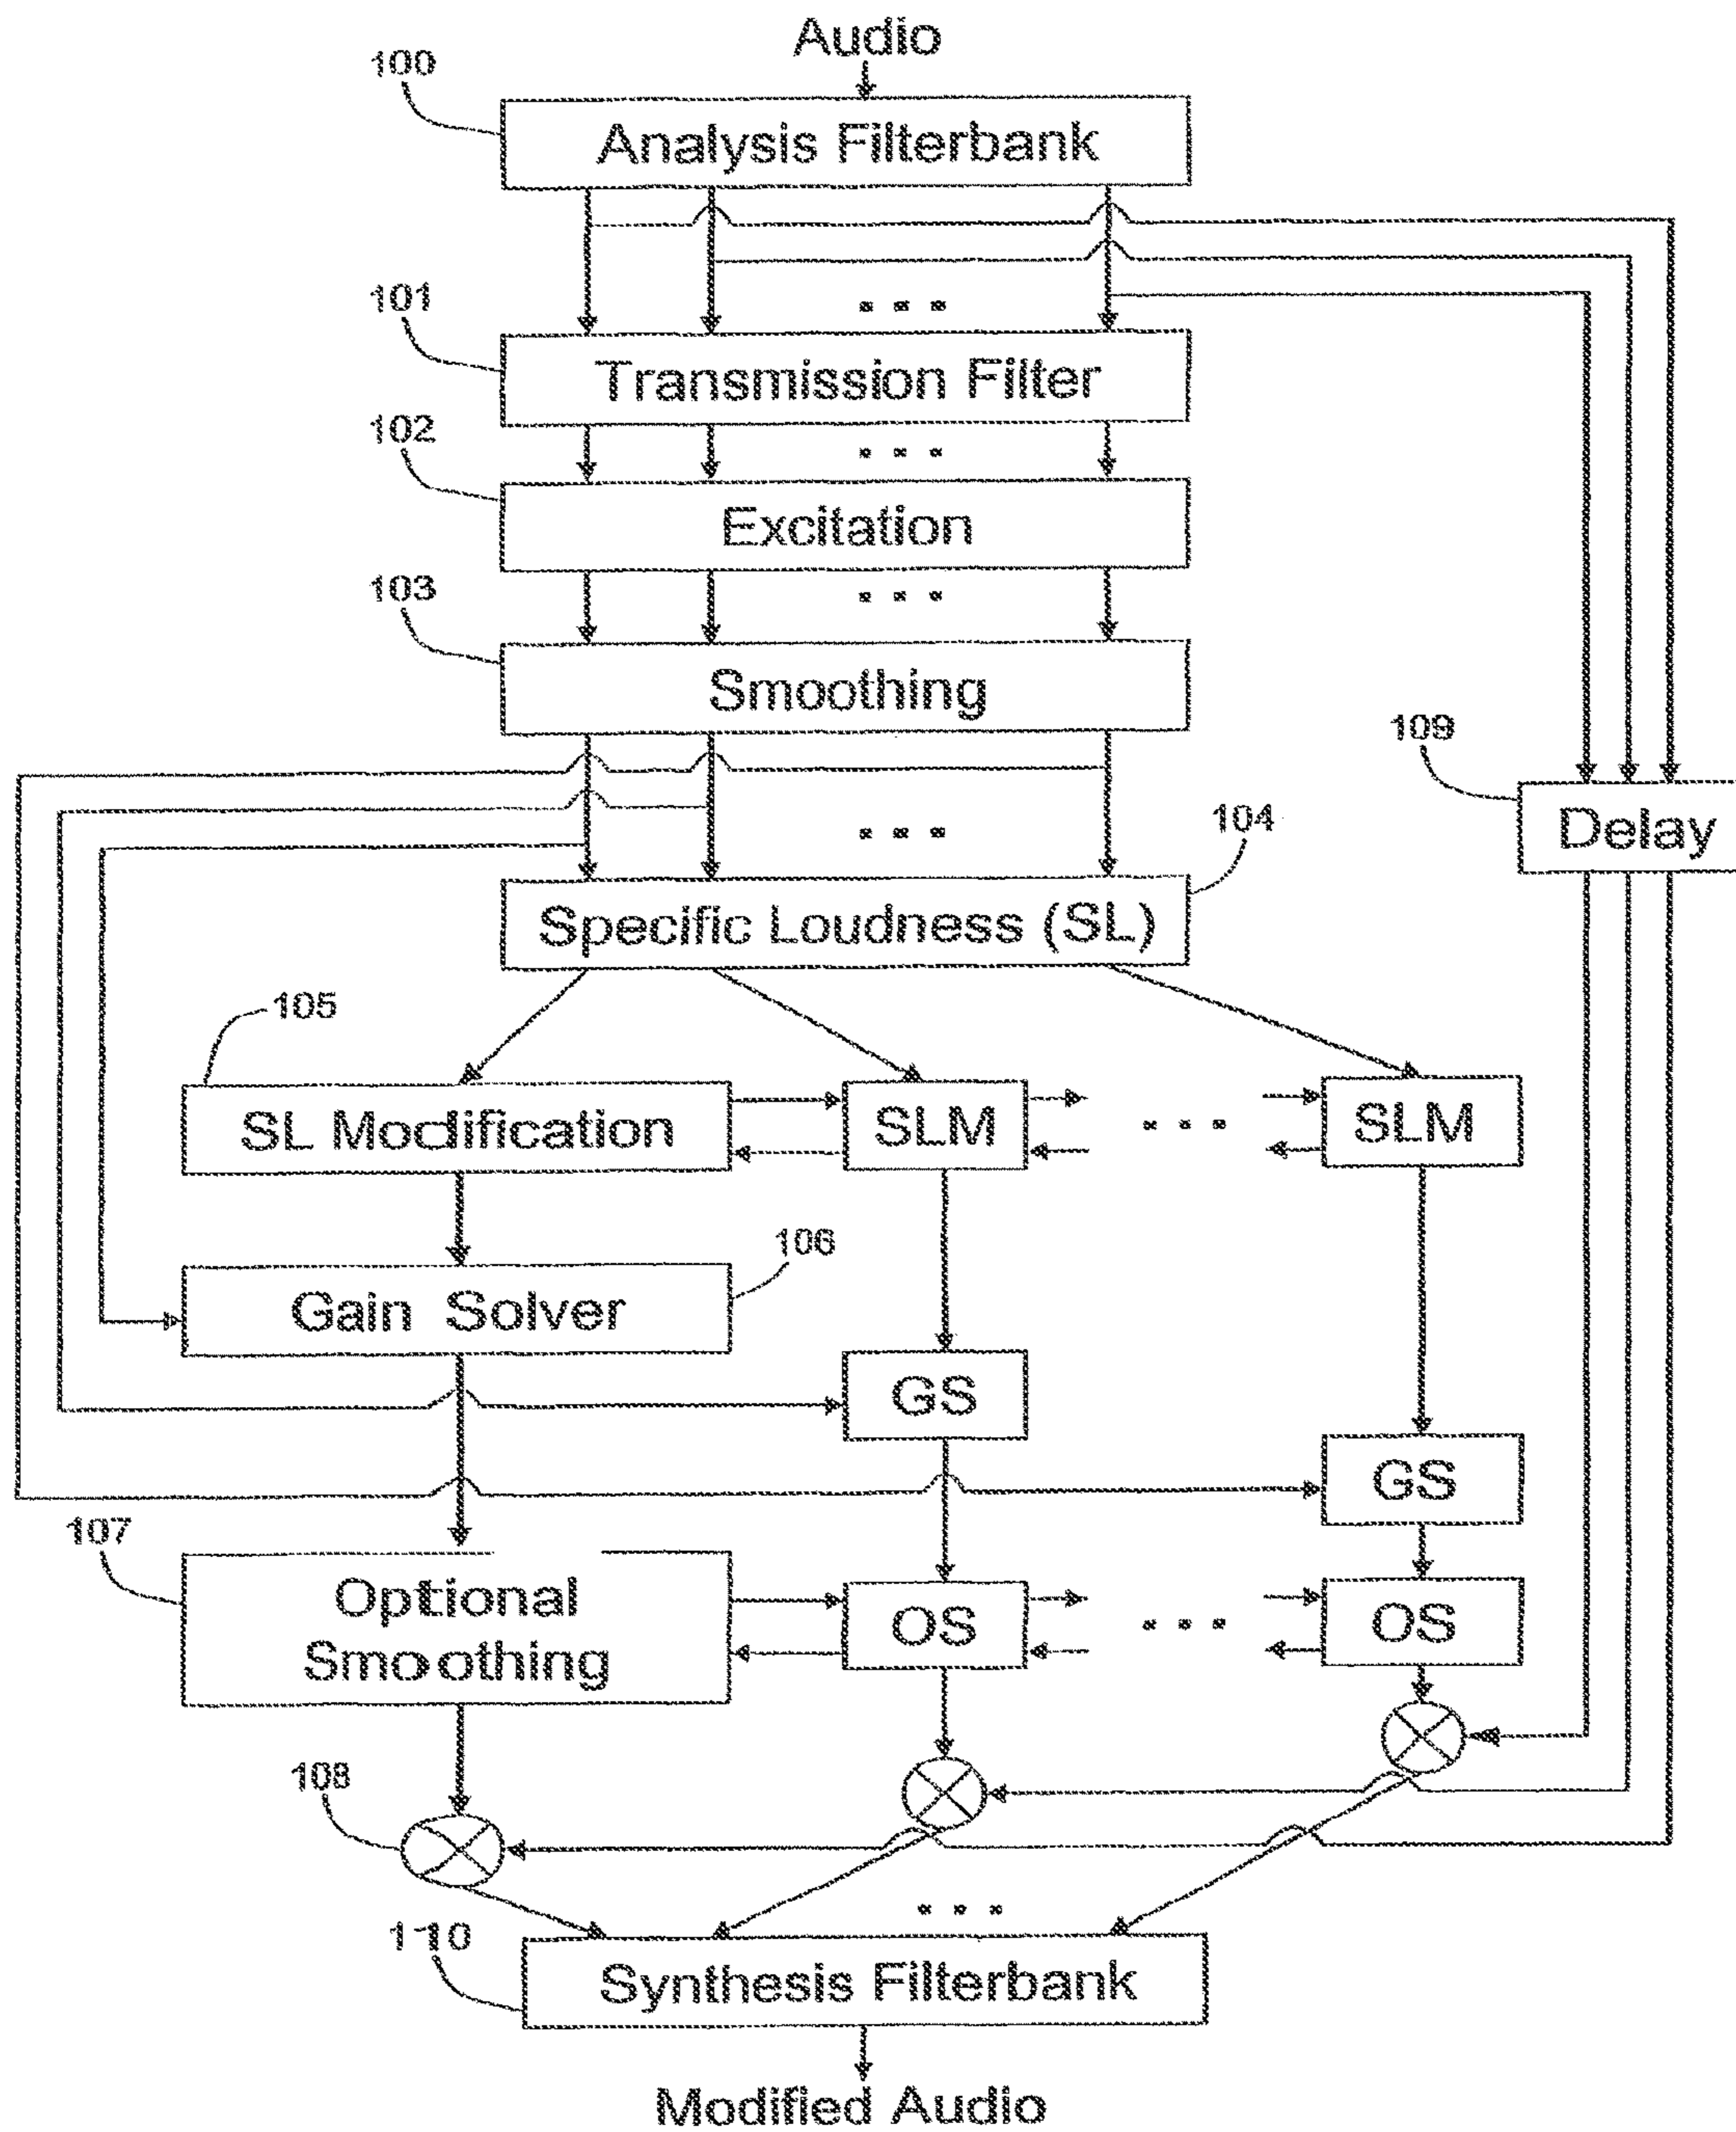 Audio
100
Analysis Filterbank
101
Transmission Filter
102
Excitation
103
Smoothing
109
Delay
104
Specific Loudness (SL)
105
SL Modification
SLM
SLM
106
Gain Solver
GS
GS
107
Optional
Smoothing
OS
OS
108
110
Synthesis Filterbank
Modified Audio